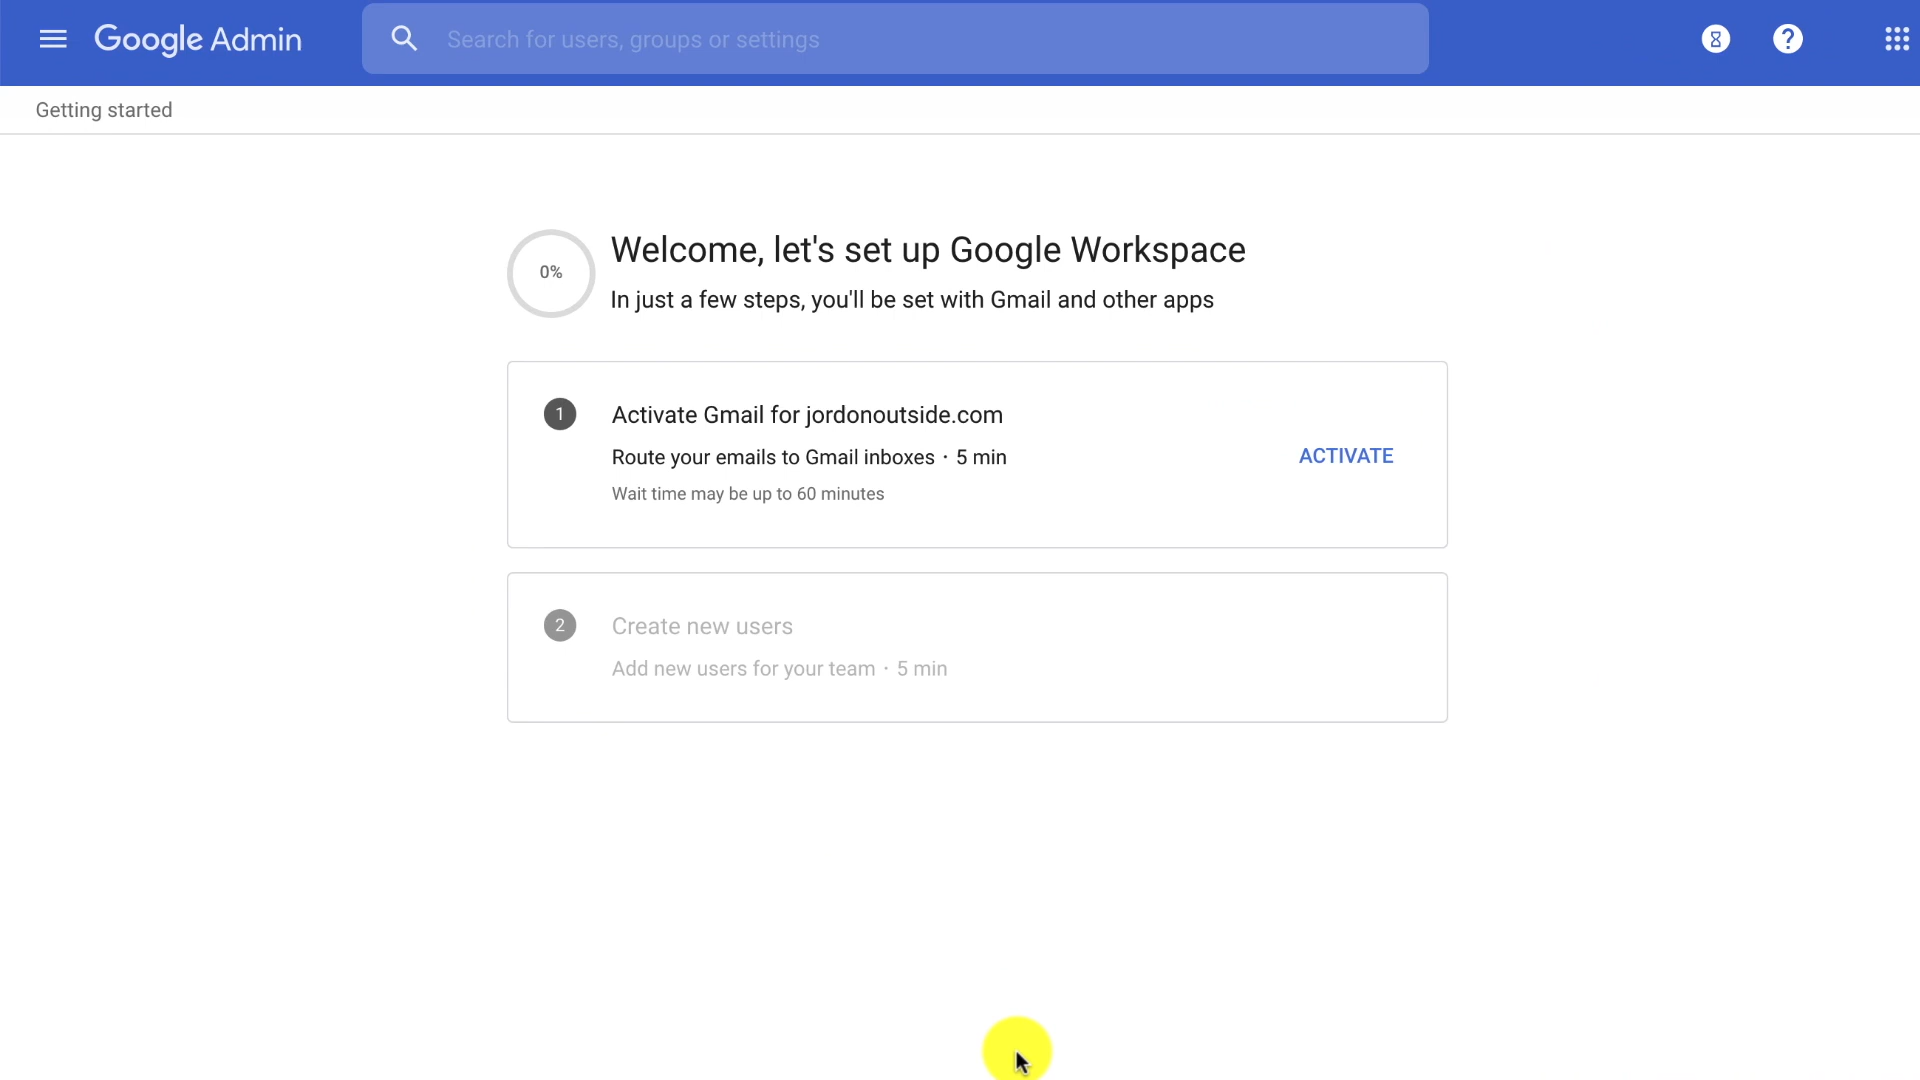 Google Admin
Search for users, groups or settings
Getting started
0%
Welcome, let's set up Google Workspace
In just a few steps, you'll be set with Gmail and other apps
1
Activate Gmail for jordonoutside.com
Route your emails to Gmail inboxes · 5 min
Wait time may be up to 60 minutes
ACTIVATE
2
Create new users
Add new users for your team · 5 min